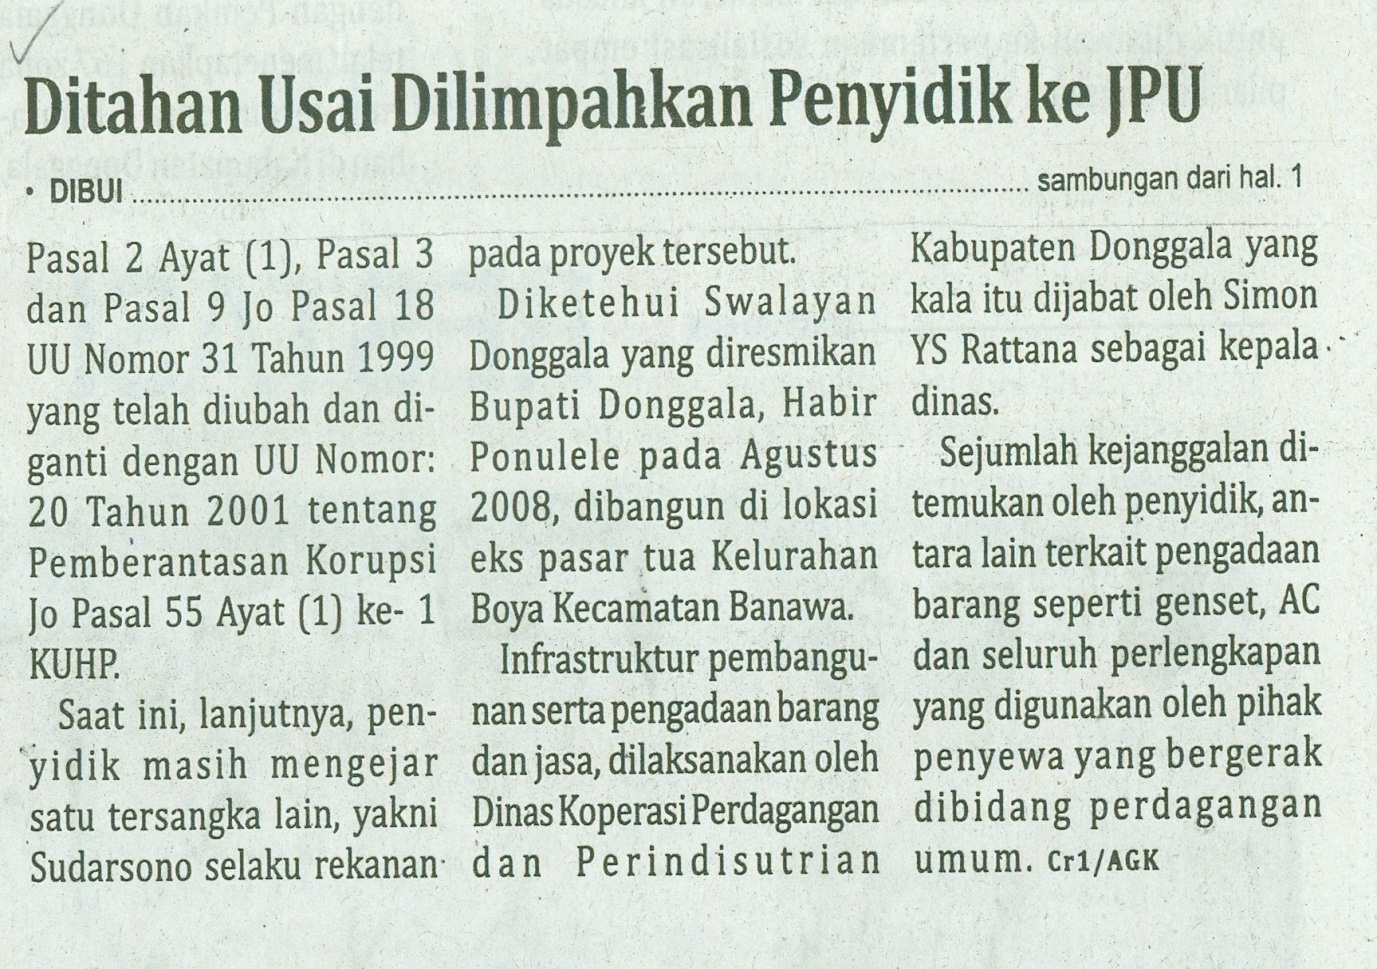 Ditahan Usai Dilimpahkan Penyidik ke JPU
• DIBUI ........................................................ sambungan dari hal. 1
Pasal 2 Ayat (1), Pasal 3
dan Pasal 9 Jo Pasal 18
UU Nomor 31 Tahun 1999
yang telah diubah dan di-
ganti dengan UU Nomor:
20 Tahun 2001 tentang
Pemberantasan Korupsi
Jo Pasal 55 Ayat (1) ke- 1
KUHP.
Saat ini, lanjutnya, pen-
yidik masih mengejar
satu tersangka lain, yakni
Sudarsono selaku rekanan
pada proyek tersebut.
Diketehui Swalayan
Donggala yang diresmikan
Bupati Donggala, Habir
Ponulele pada Agustus
2008, dibangun di lokasi
eks pasar tua Kelurahan
Boya Kecamatan Banawa.
Infrastruktur pembangu-
nan serta pengadaan barang
dan jasa, dilaksanakan oleh
Dinas Koperasi Perdagangan
dan Perindisutrian
Kabupaten Donggala yang
kala itu dijabat oleh Simon
YS Rattana sebagai kepala
dinas.
Sejumlah kejanggalan di-
temukan oleh penyidik, an-
tara lain terkait pengadaan
barang seperti genset, AC
dan seluruh perlengkapan
yang digunakan oleh pihak
penyewa yang bergerak
dibidang perdagangan
umum. Cr1/AGK